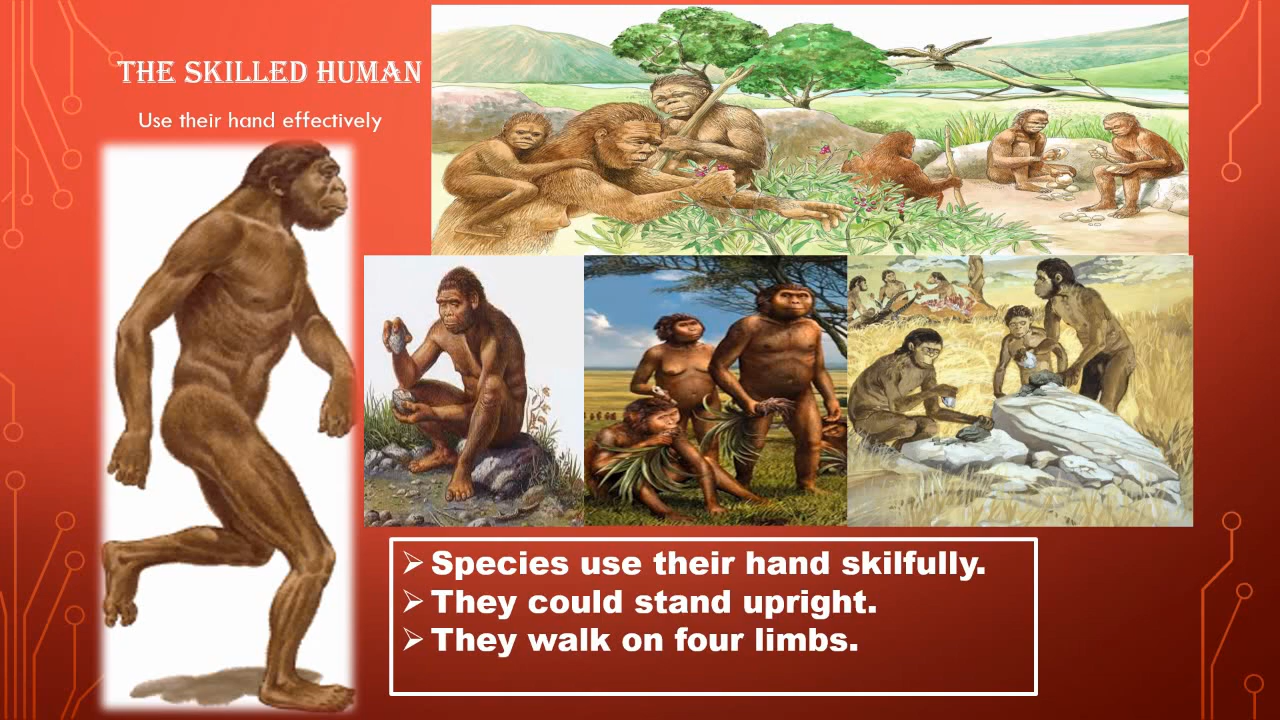 THE SKILLED HUMAN
Use their hand effectively
➢ Species use their hand skilfully.
➢ They could stand upright.
➢ They walk on four limbs.